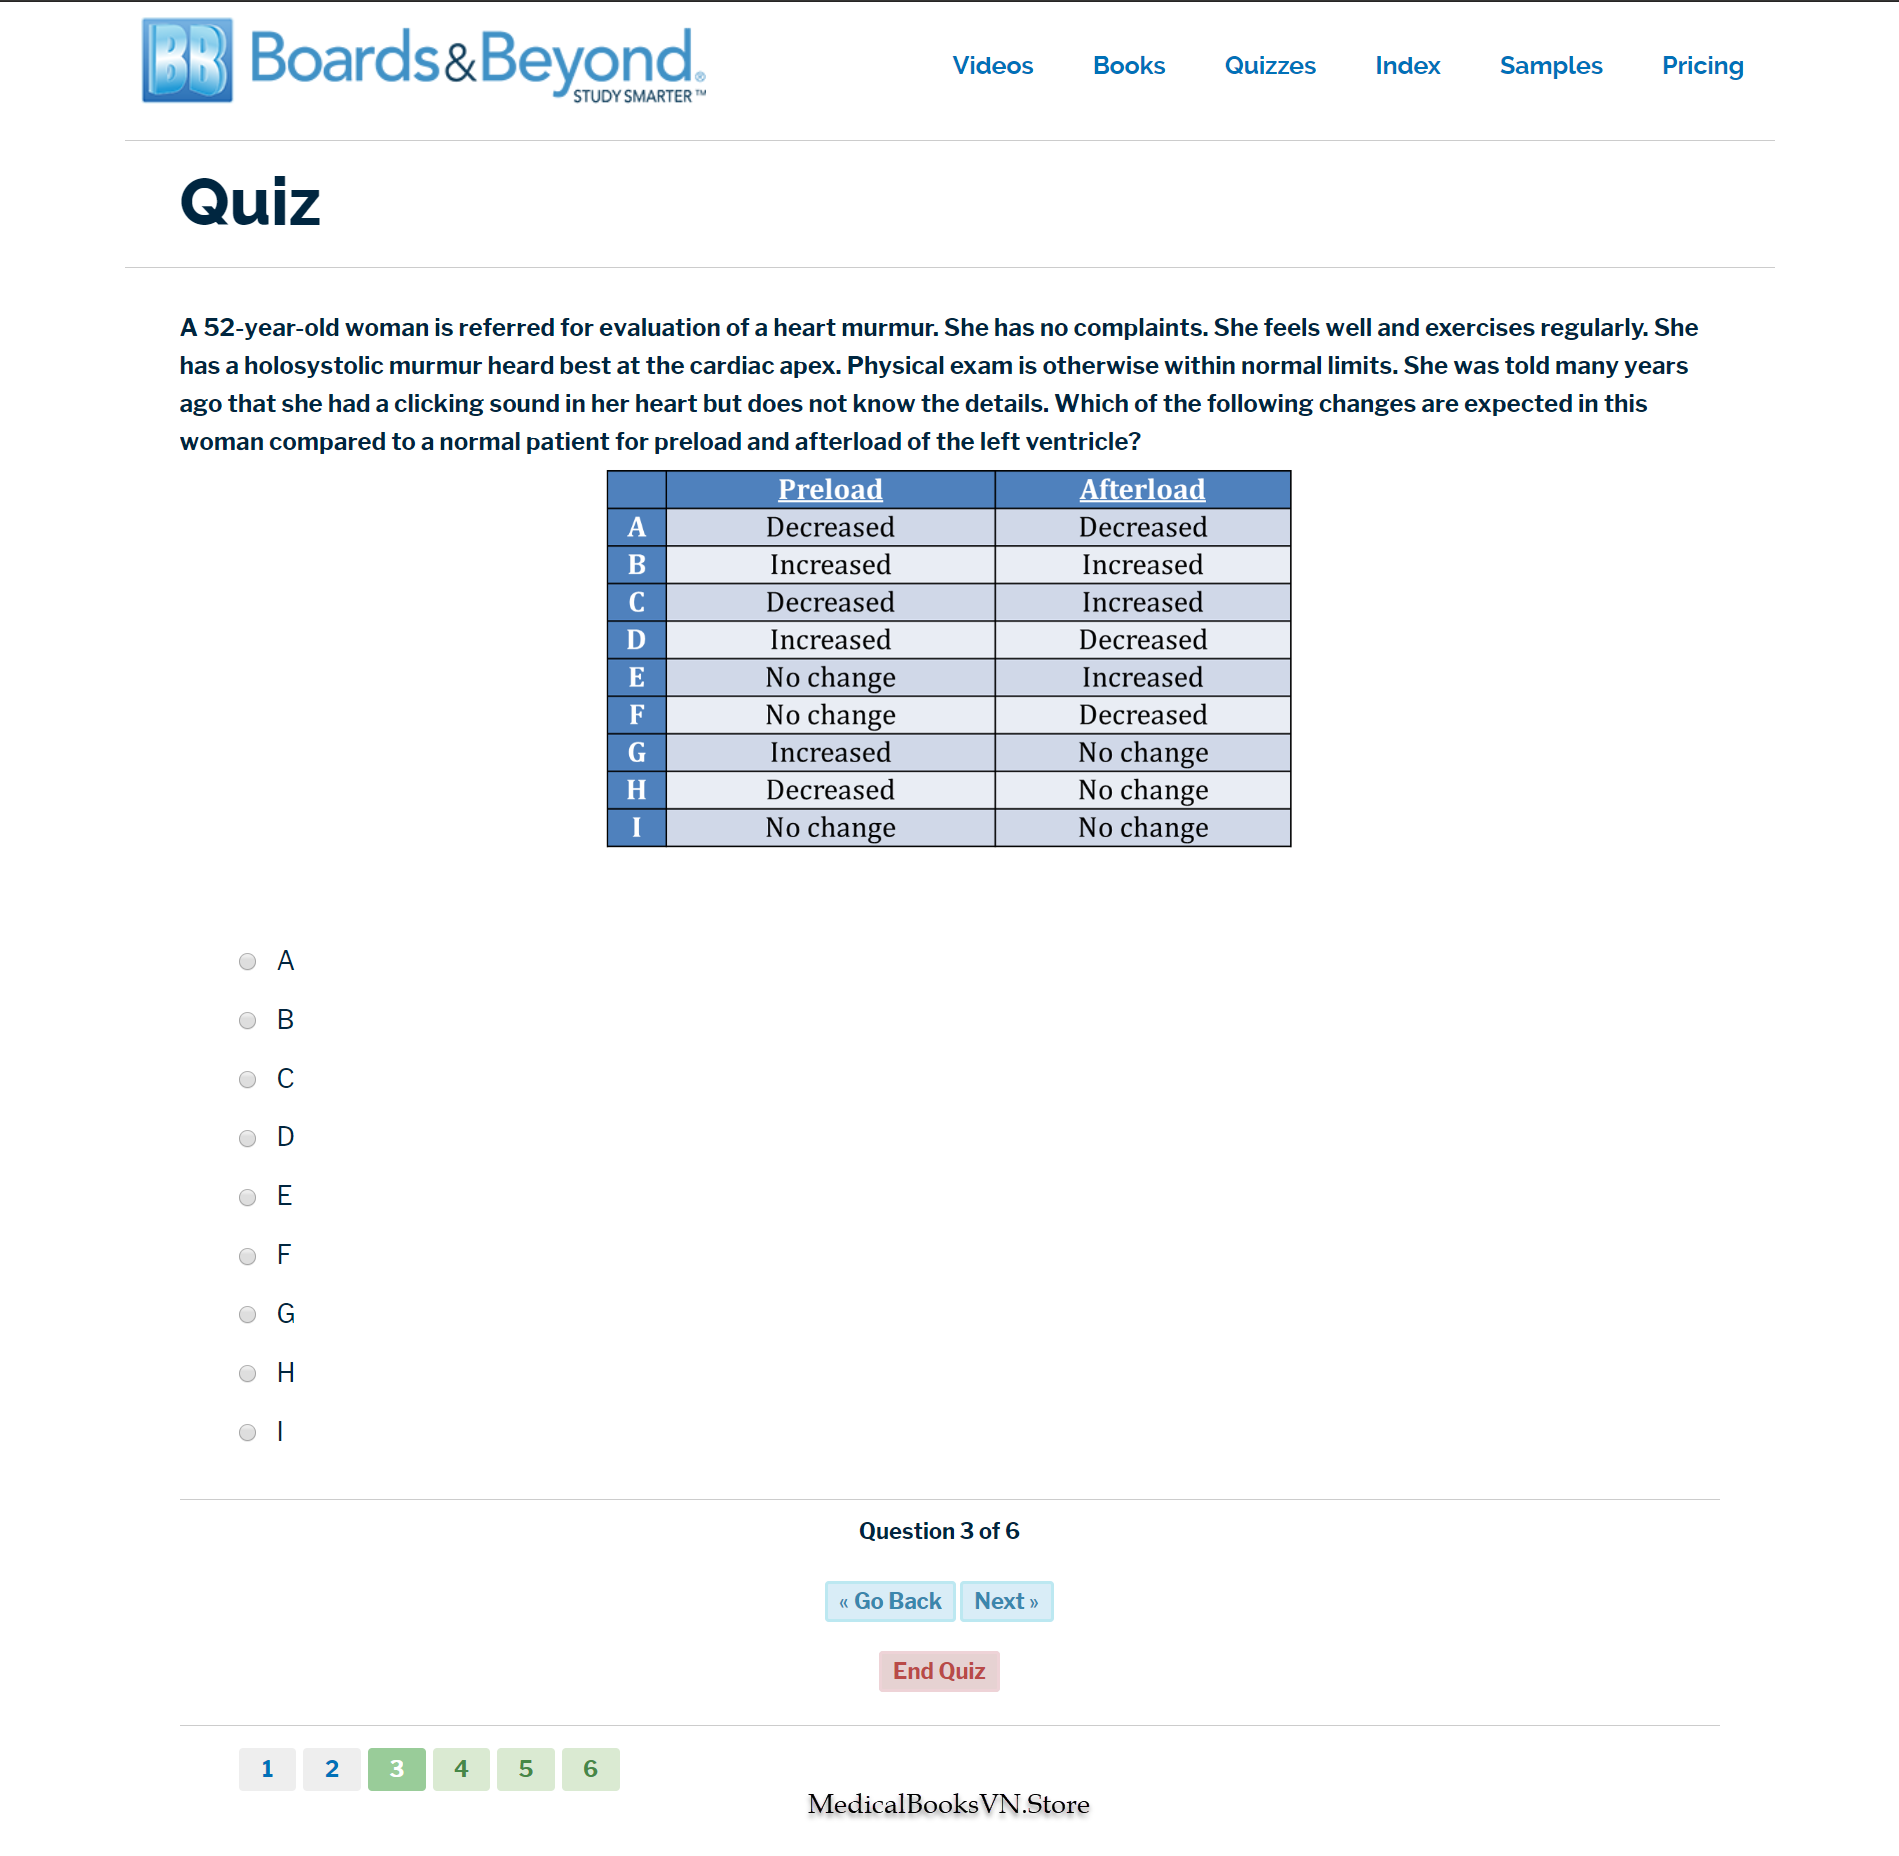 BB Boards&Beyond®
STUDY SMARTER™
Videos Books Quizzes Index Samples Pricing
Quiz
A 52-year-old woman is referred for evaluation of a heart murmur. She has no complaints. She feels well and exercises regularly. She
has a holosystolic murmur heard best at the cardiac apex. Physical exam is otherwise within normal limits. She was told many years
ago that she had a clicking sound in her heart but does not know the details. Which of the following changes are expected in this
woman compared to a normal patient for preload and afterload of the left ventricle?
Preload Afterload
A Decreased Decreased
B Increased Increased
C Decreased Increased
D Increased Decreased
E No change Increased
F No change Decreased
G Increased No change
H Decreased No change
I No change No change
A
B
C
D
E
F
G
H
I
Question 3 of 6
« Go Back Next »
End Quiz
1 2 3 4 5 6
MedicalBooksVN.Store